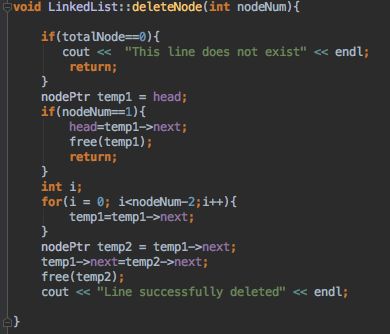 void LinkedList::deleteNode(int nodeNum){
if(totalNode==0){
cout << "This line does not exist" << endl;
return;
}
nodePtr temp1 = head;
if(nodeNum==1){
head=temp1->next;
free(temp1);
return;
}
int i;
for(i = 0; i<nodeNum-2;i++){
temp1=temp1->next;
}
nodePtr temp2 = temp1->next;
temp1->next=temp2->next;
free(temp2);
cout << "Line successfully deleted" << endl;
}